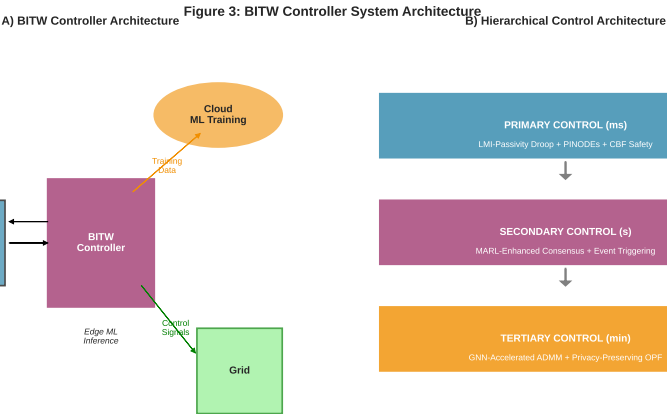 Figure 3: BITW Controller System Architecture
A) BITW Controller Architecture
B) Hierarchical Control Architecture
Cloud
ML Training
Training
Data
BITW
Controller
Edge ML
Inference
Control
Signals
Grid
PRIMARY CONTROL (ms)
LMI-Passivity Droop + PINODEs + CBF Safety
SECONDARY CONTROL (s)
MARL-Enhanced Consensus + Event Triggering
TERTIARY CONTROL (min)
GNN-Accelerated ADMM + Privacy-Preserving OPF